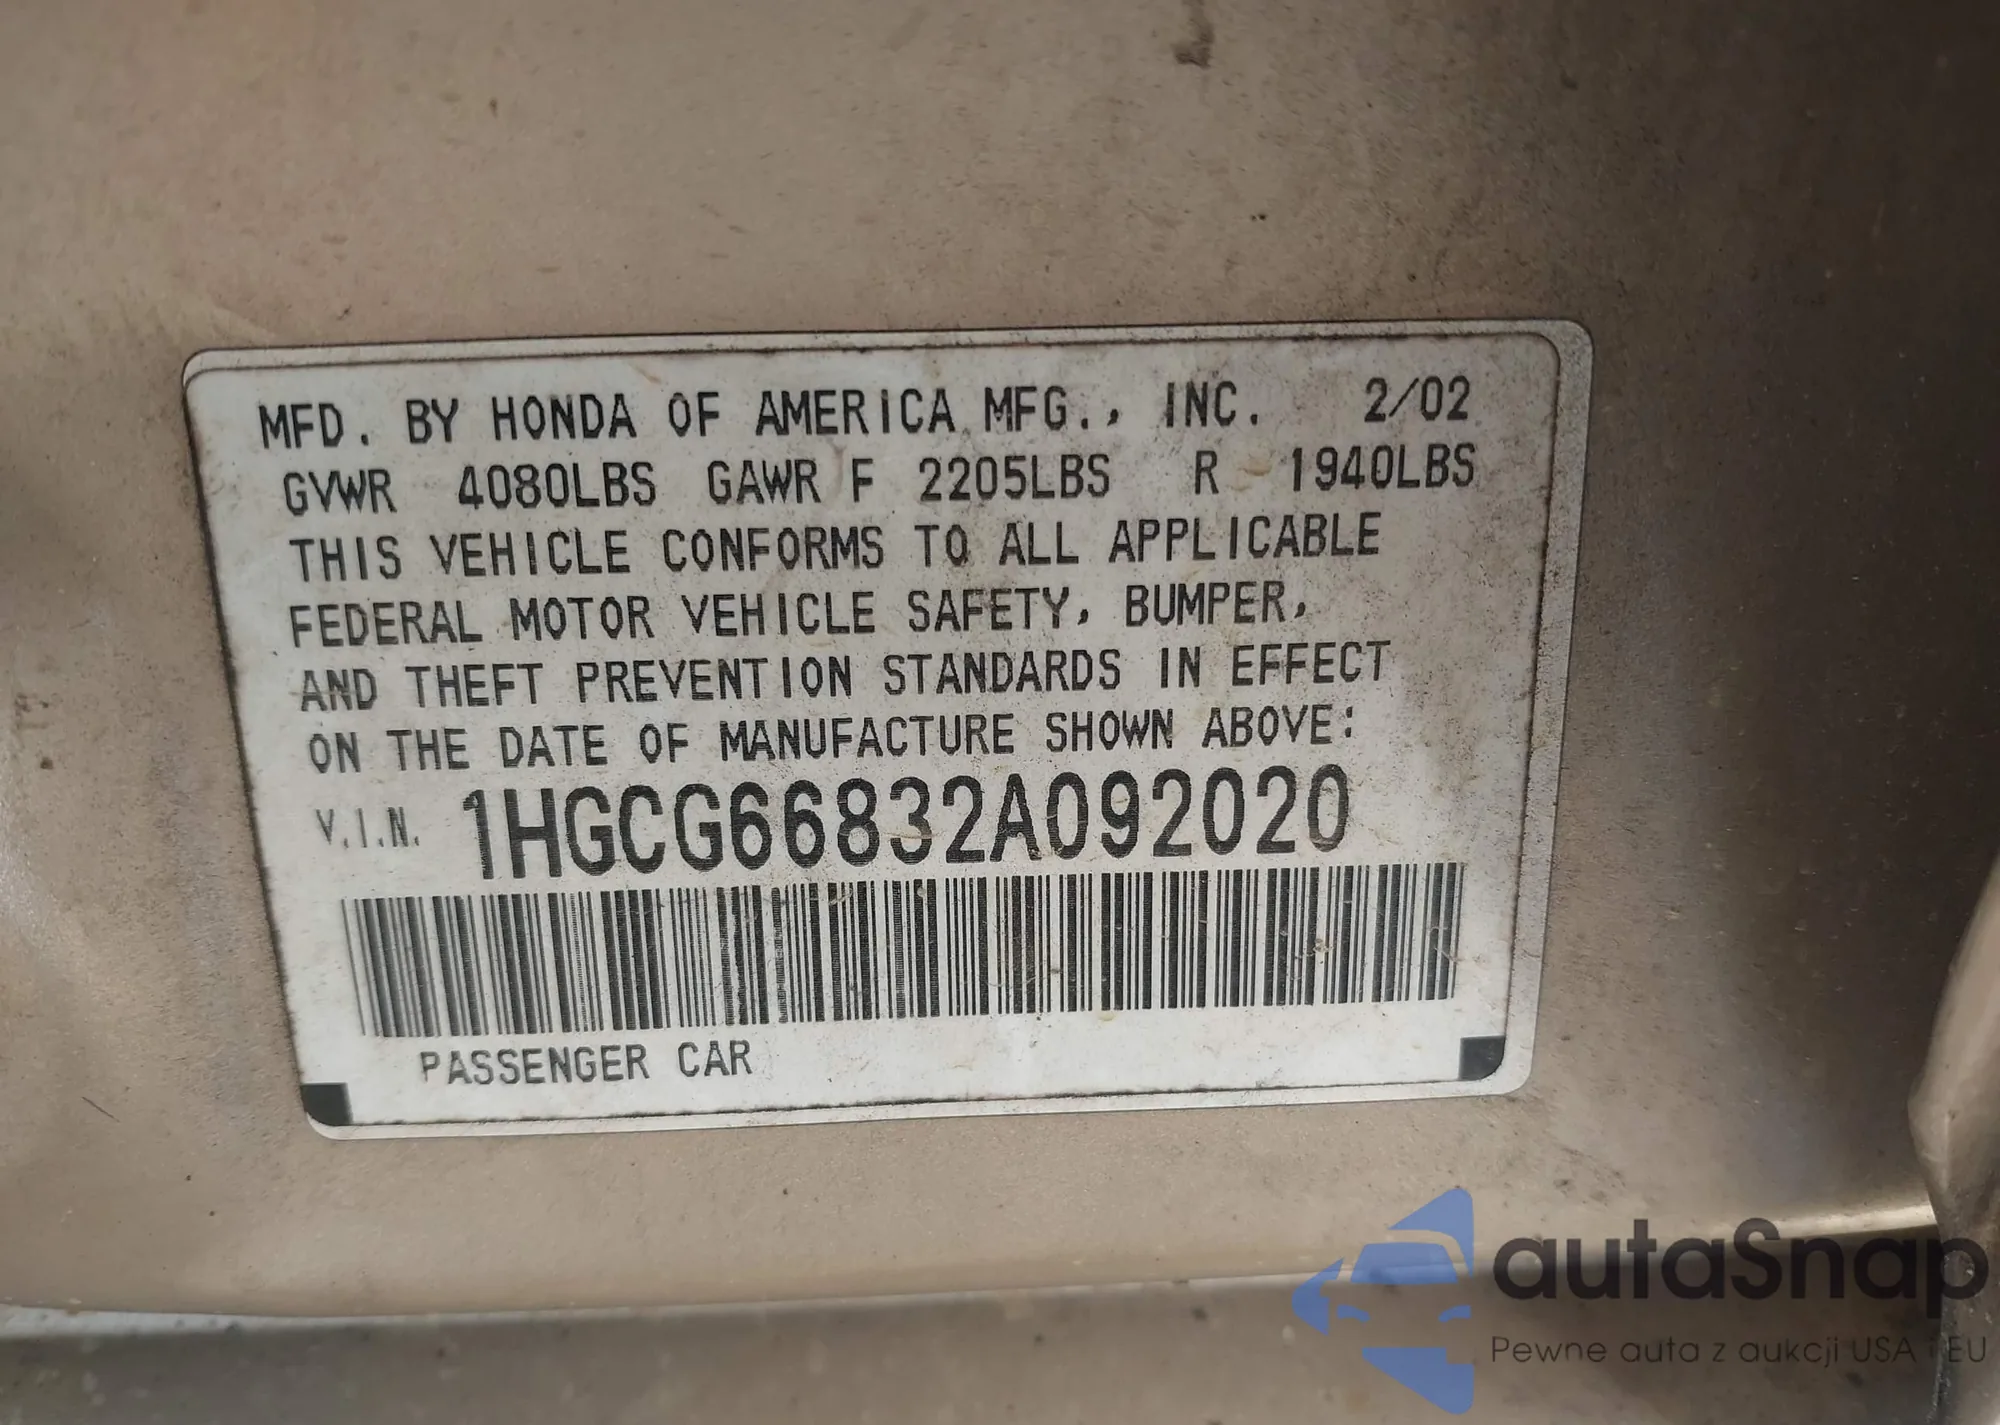 MFD. BY HONDA OF AMERICA MFG., INC. 2/02
GVWR 4080LBS GAWR F 2205LBS R 1940LBS
THIS VEHICLE CONFORMS TO ALL APPLICABLE
FEDERAL MOTOR VEHICLE SAFETY, BUMPER,
AND THEFT PREVENTION STANDARDS IN EFFECT
ON THE DATE OF MANUFACTURE SHOWN ABOVE:
V.I.N. 1HGCG66832A092020
PASSENGER CAR
autaSnap
Pewne auta z aukcji USA i EU